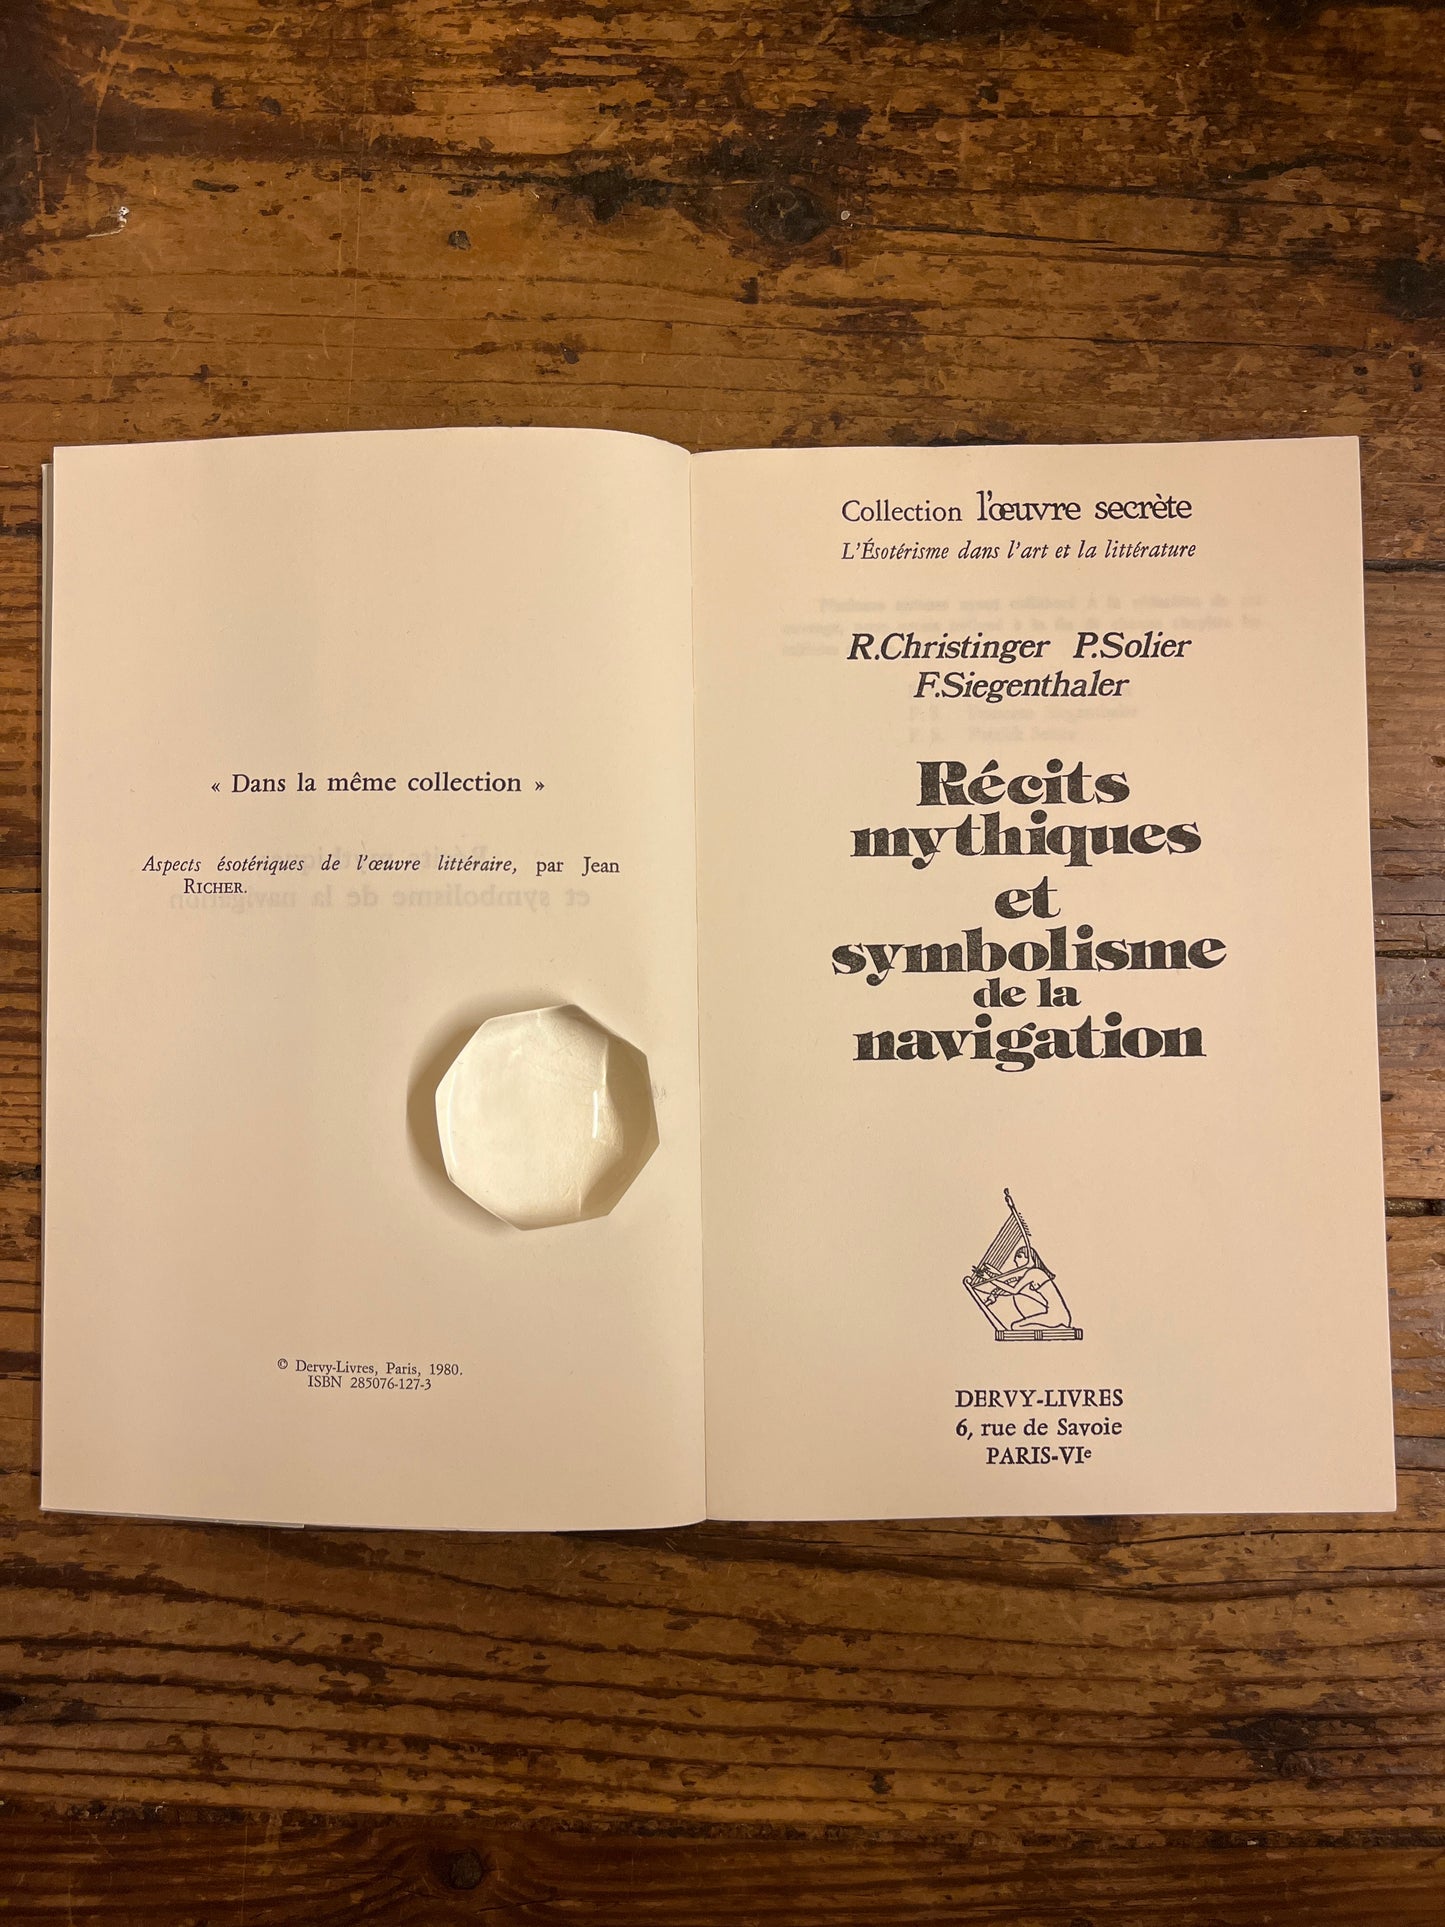 « Dans la même collection »
Aspects ésotériques de l'œuvre littéraire, par Jean
RICHER.
© Dervy-Livres, Paris, 1980.
ISBN 285076-127-3
Collection l'œuvre secrète
L'Ésotérisme dans l'art et la littérature
R.Christinger P.Solier
F.Siegenthaler
Récits
mythiques
et
symbolisme
de la
navigation
DERVY-LIVRES
6, rue de Savoie
PARIS-VIe